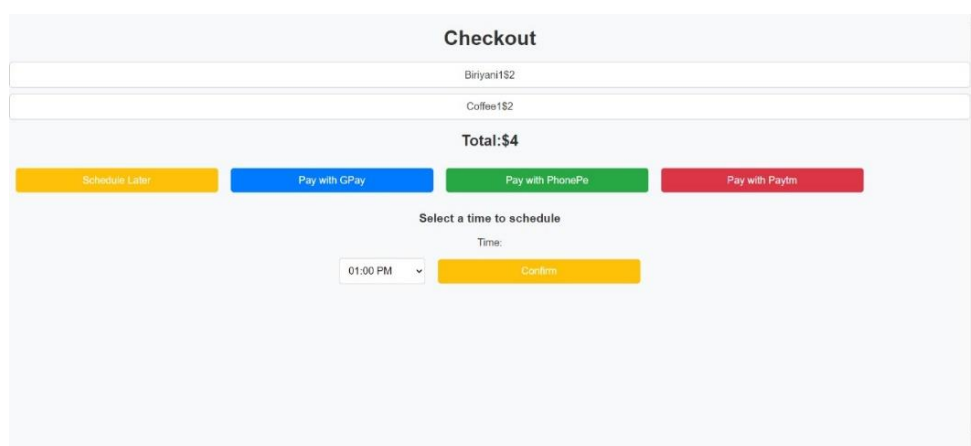 Checkout
Biriyani1$2
Coffee1$2
Total:$4
Schedule Later Pay with GPay Pay with PhonePe Pay with Paytm
Select a time to schedule
Time:
01:00 PM Confirm